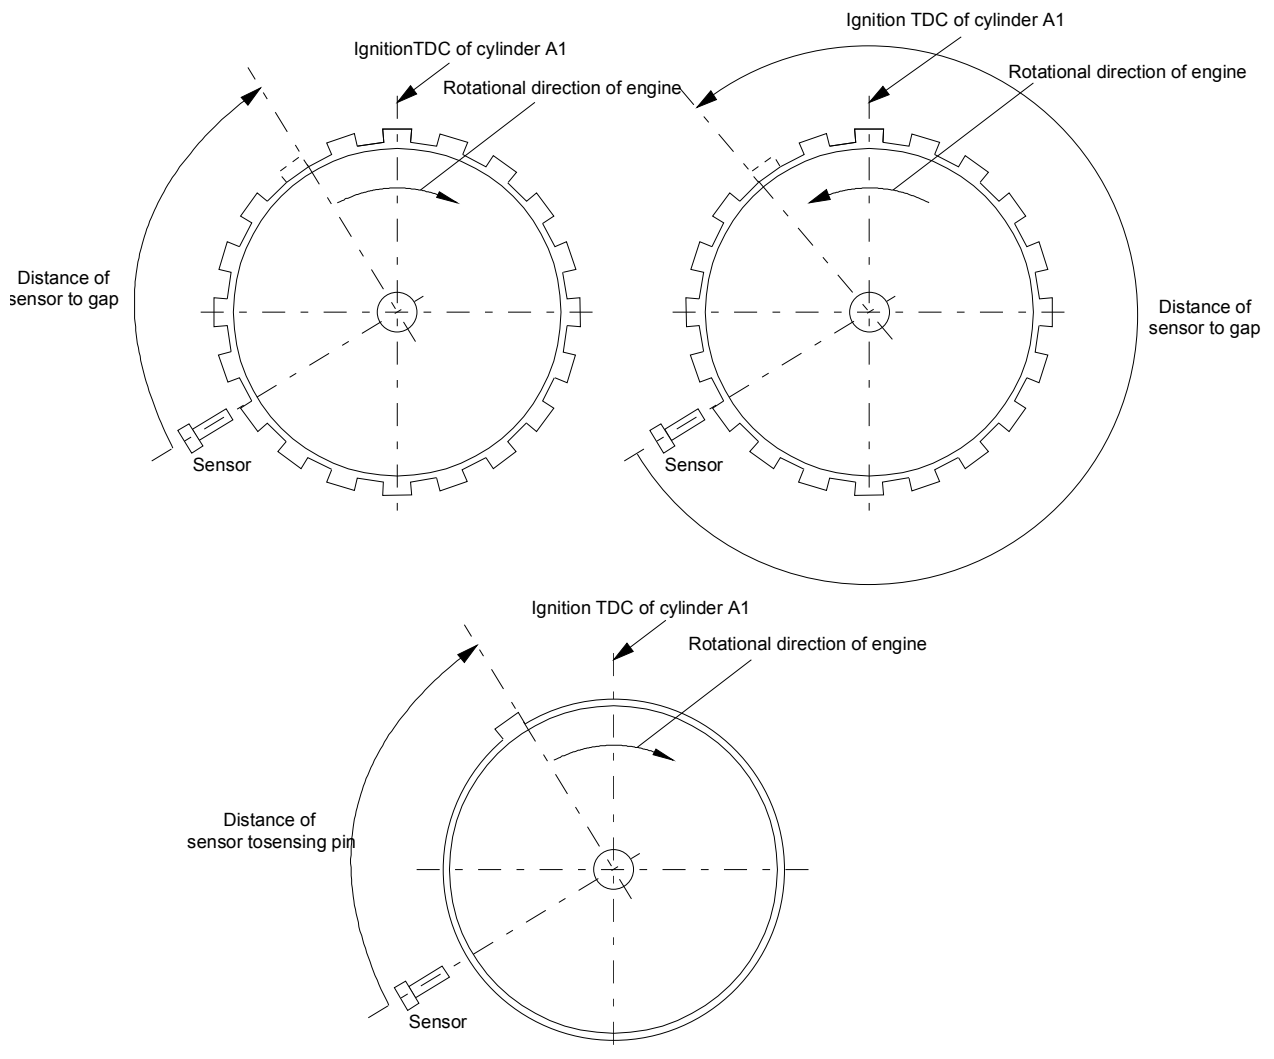 IgnitionTDC of cylinder A1
Rotational direction of engine
Distance of
sensor to gap
Sensor
Ignition TDC of cylinder A1
Rotational direction of engine
Distance of
sensor to gap
Sensor
Ignition TDC of cylinder A1
Rotational direction of engine
Distance of
sensor tosensing pin
Sensor